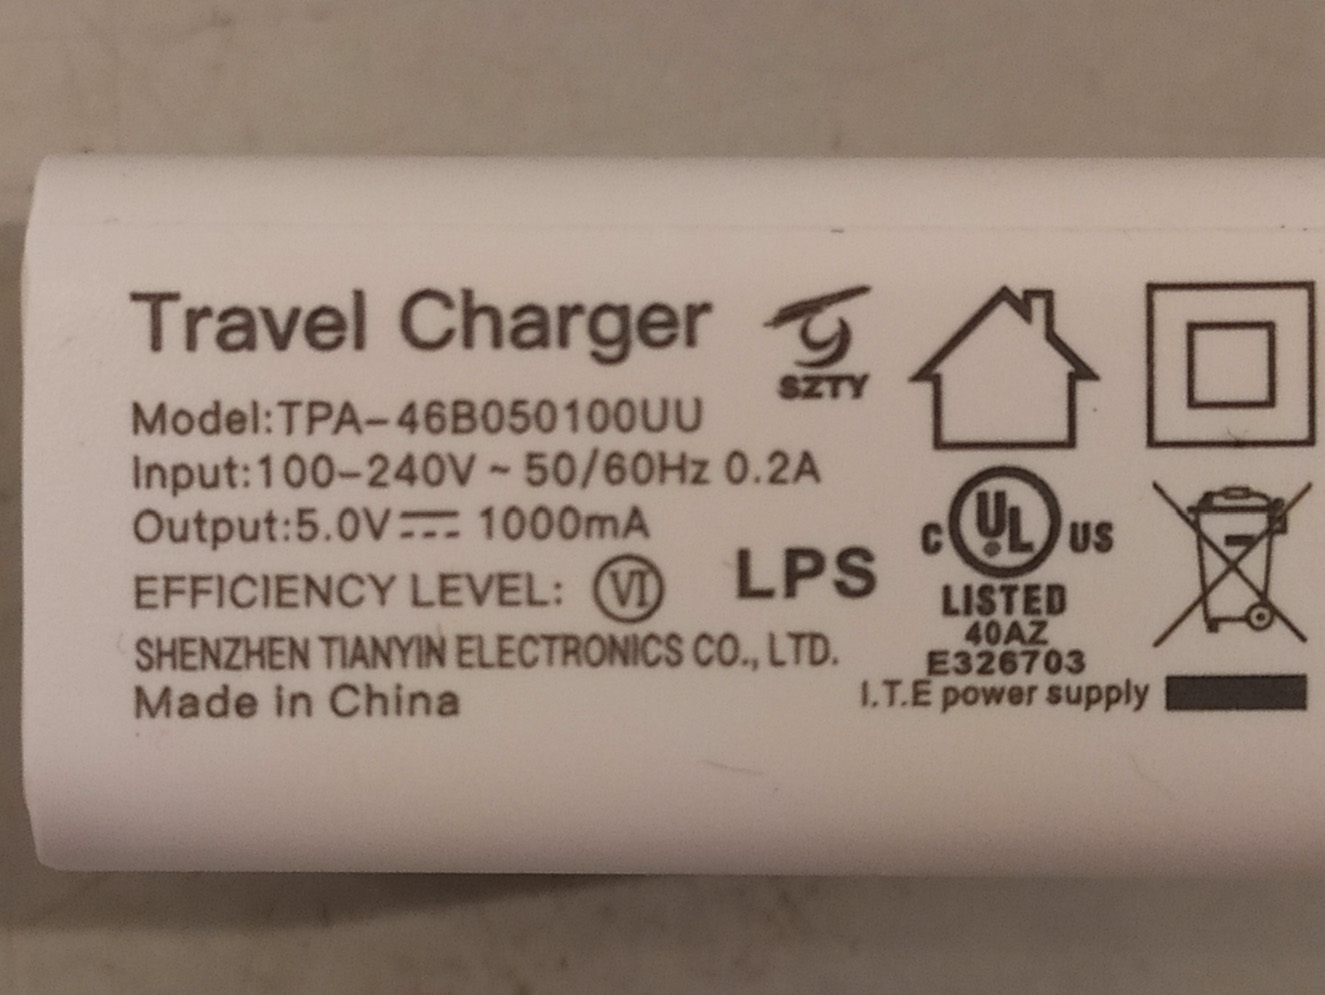 Travel Charger
SZTY
Model:TPA-46B050100UU
Input:100-240V ~ 50/60Hz 0.2A
Output:5.0V⎓ 1000mA
EFFICIENCY LEVEL: VI
LPS
SHENZHEN TIANYIN ELECTRONICS CO., LTD.
Made in China
C UL US
LISTED
40AZ
E326703
I.T.E power supply